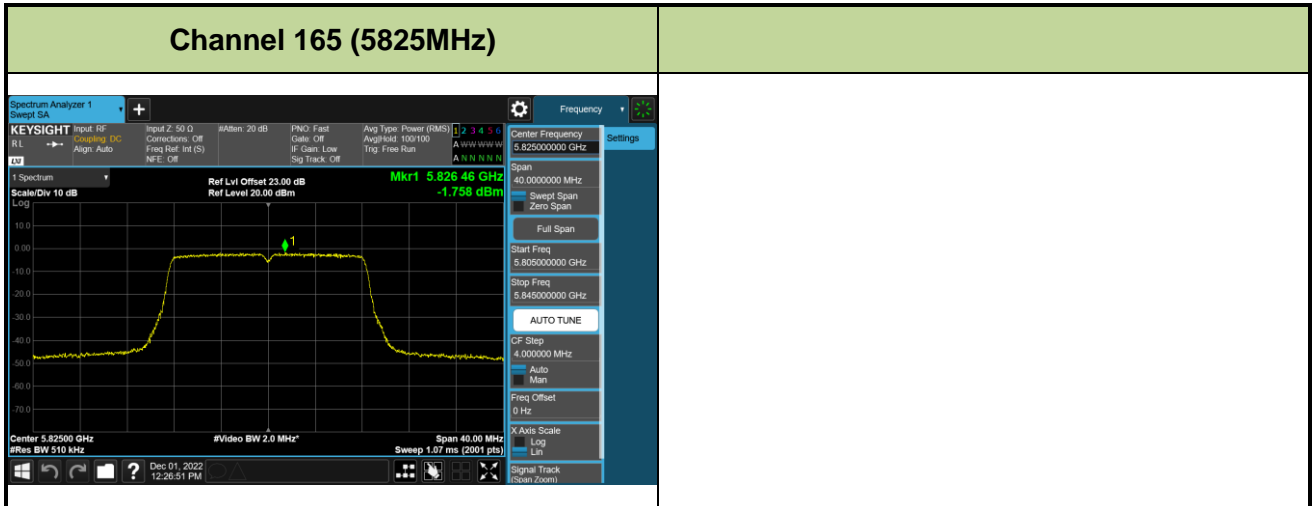 Channel 165 (5825MHz)
Spectrum Analyzer 1
Swept SA
Frequency
KEYSIGHT
RL
LXI
Input: RF
Coupling: DC
Align: Auto
Input Z: 50 Ω
Corrections: Off
Freq Ref: Int (S)
NFE: Off
#Atten: 20 dB
PNO: Fast
Gate: Off
IF Gain: Low
Sig Track: Off
Avg Type: Power (RMS)
Avg|Hold: 100/100
Trig: Free Run
1 2 3 4 5 6
A W W W W W
A N N N N N
1 Spectrum
Scale/Div 10 dB
Log
Ref Lvl Offset 23.00 dB
Ref Level 20.00 dBm
Mkr1 5.826 46 GHz
-1.758 dBm
1
10.0
0.00
-10.0
-20.0
-30.0
-40.0
-50.0
-60.0
-70.0
Center 5.82500 GHz
#Res BW 510 kHz
#Video BW 2.0 MHz*
Span 40.00 MHz
Sweep 1.07 ms (2001 pts)
?
Dec 01, 2022
12:26:51 PM
Center Frequency
5.825000000 GHz
Settings
Span
40.0000000 MHz
Swept Span
Zero Span
Full Span
Start Freq
5.805000000 GHz
Stop Freq
5.845000000 GHz
AUTO TUNE
CF Step
4.000000 MHz
Auto
Man
Freq Offset
0 Hz
X Axis Scale
Log
Lin
Signal Track
(Span Zoom)